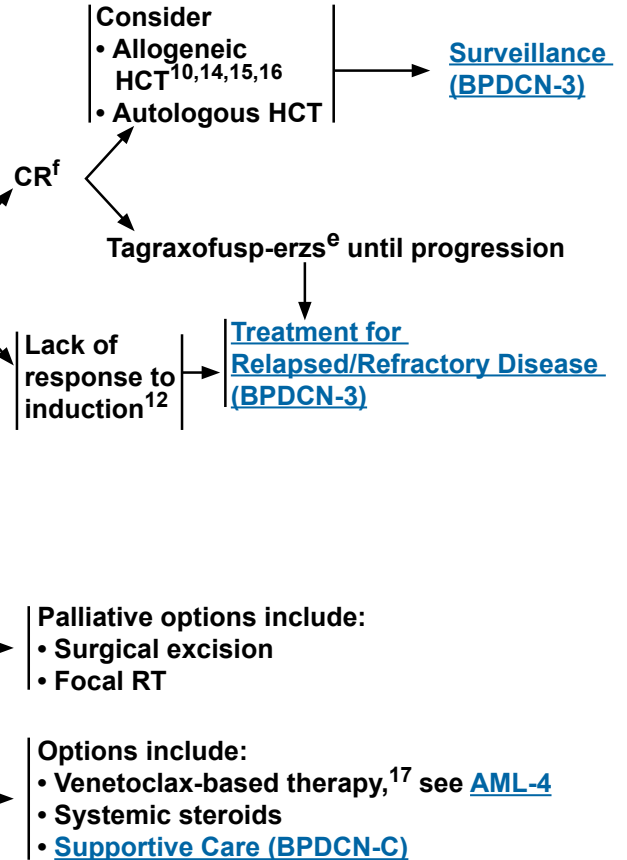 Consider
• Allogeneic
HCT10,14,15,16
• Autologous HCT
Surveillance
(BPDCN-3)
CRf
Tagraxofusp-erzse until progression
Lack of
response to
induction12
Treatment for
Relapsed/Refractory Disease
(BPDCN-3)
Palliative options include:
• Surgical excision
• Focal RT
Options include:
• Venetoclax-based therapy,17 see AML-4
• Systemic steroids
• Supportive Care (BPDCN-C)